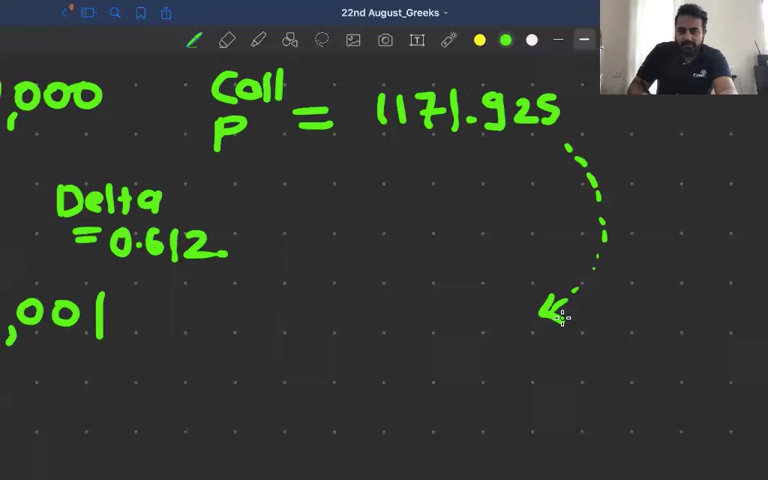 22nd August_Greeks
,000
Call
P = 1171.925
Delta
= 0.612.
,001